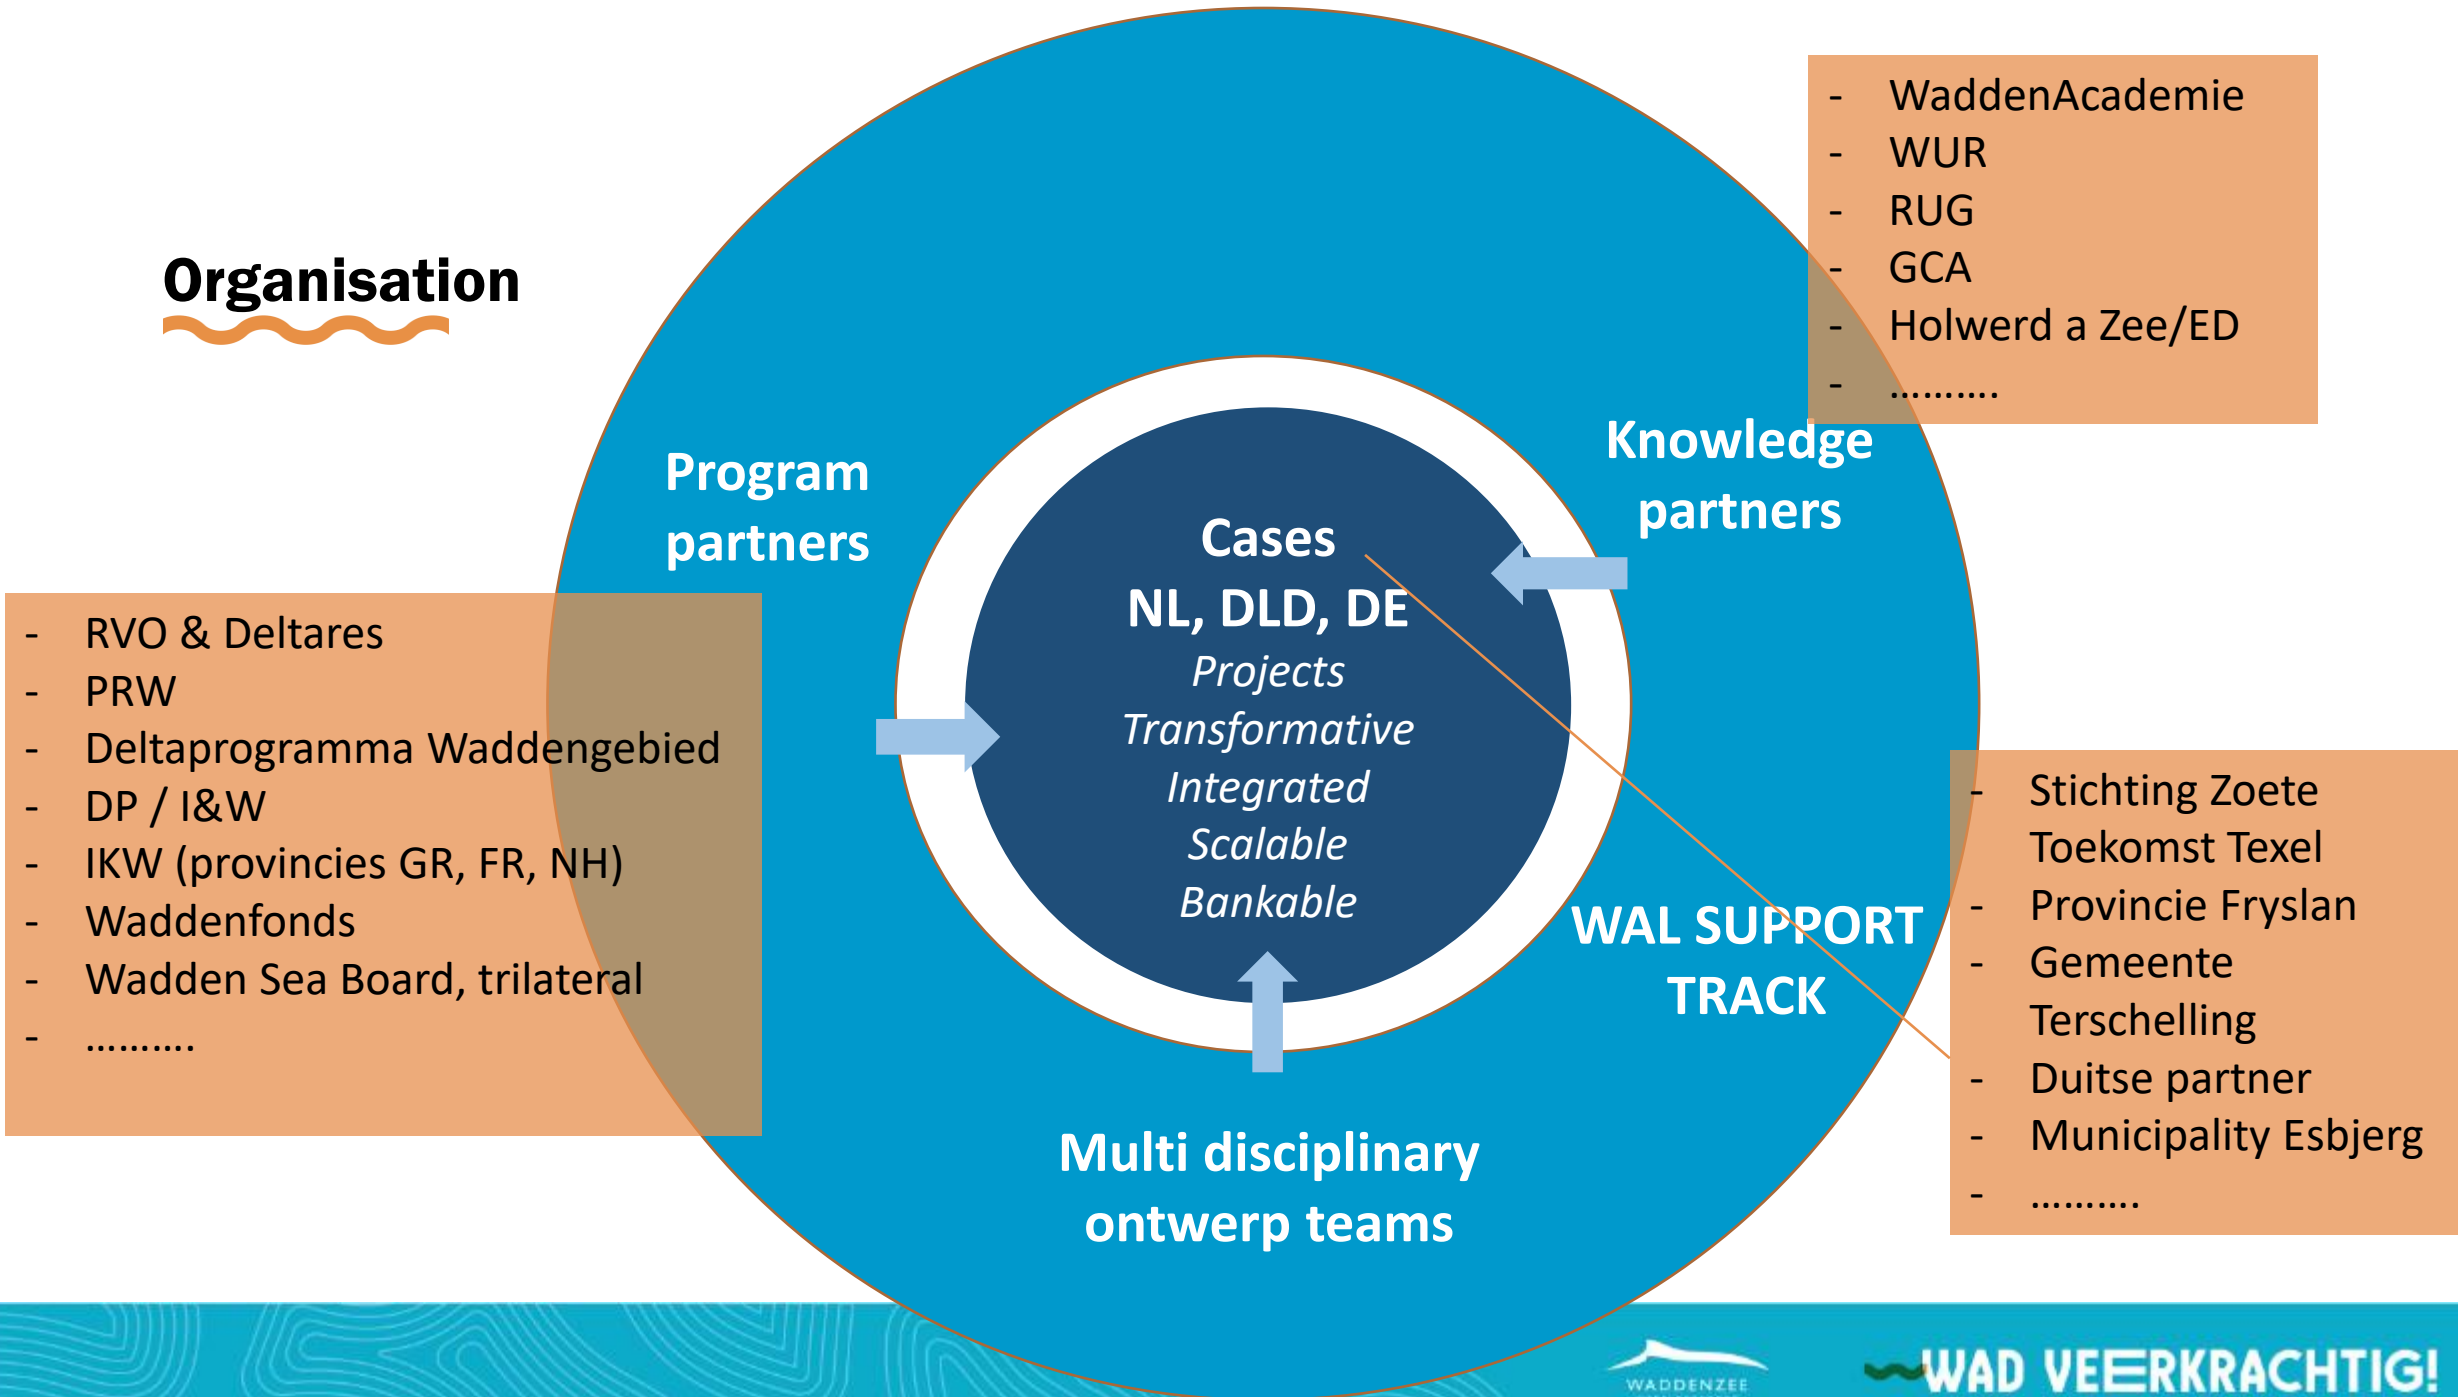 Organisation
Program
partners
- RVO & Deltares
- PRW
- Deltaprogramma Waddengebied
- DP / I&W
- IKW (provincies GR, FR, NH)
- Waddenfonds
- Wadden Sea Board, trilateral
- ……….
Cases
NL, DLD, DE
Projects
Transformative
Integrated
Scalable
Bankable
Multi disciplinary
ontwerp teams
- WaddenAcademie
- WUR
- RUG
- GCA
- Holwerd a Zee/ED
- ……….
Knowledge
partners
WAL SUPPORT
TRACK
- Stichting Zoete
Toekomst Texel
- Provincie Fryslan
- Gemeente
Terschelling
- Duitse partner
- Municipality Esbjerg
- ……….
WADDENZEE
WAD VEERKRACHTIG!